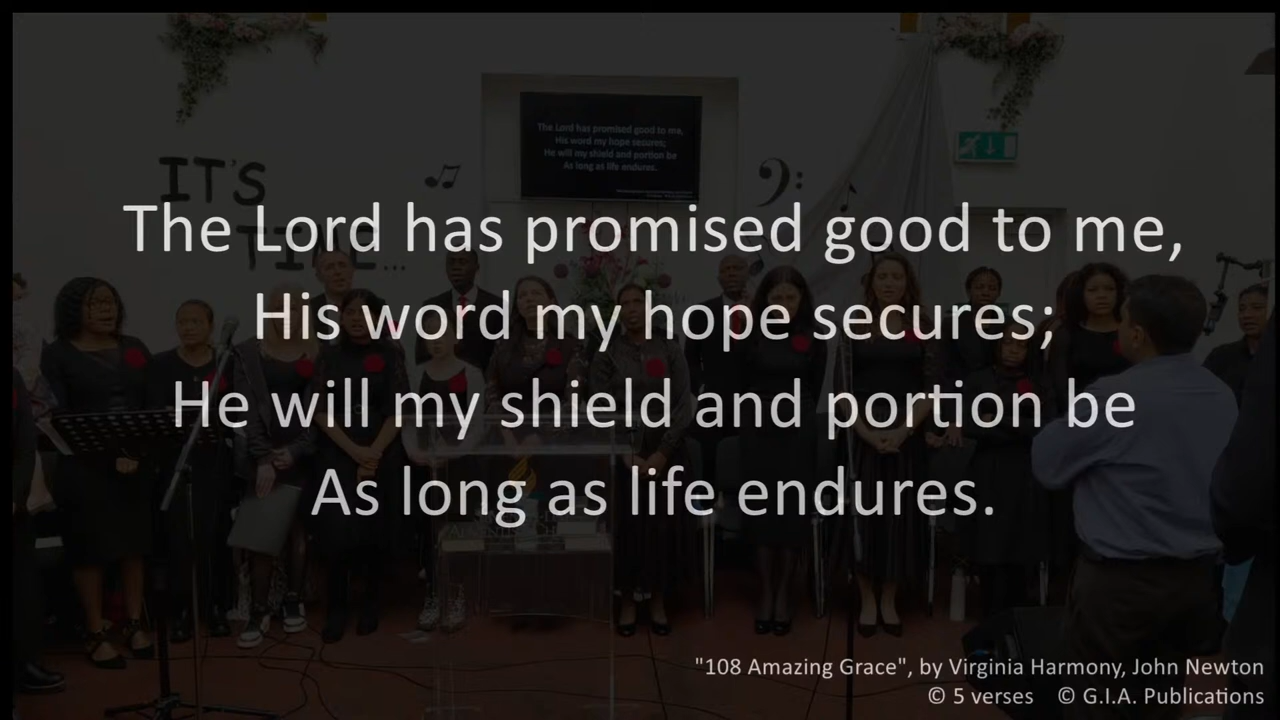 The Lord has promised good to me,
His word my hope secures;
He will my shield and portion be
As long as life endures.
"108 Amazing Grace", by Virginia Harmony, John Newton
© 5 verses © G.I.A. Publications
IT'S
TIME...
The Lord has promised good to me,
His word my hope secures;
He will my shield and portion be
As long as life endures.